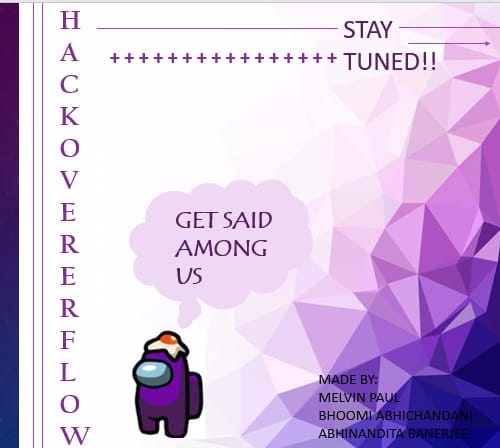 HACKOVERERFLOW
STAY
++++++++++++++++ TUNED!!
GET SAID
AMONG
US
MADE BY:
MELVIN PAUL
BHOOMI ABHICHANDANI
ABHINANDITA BANERJEE